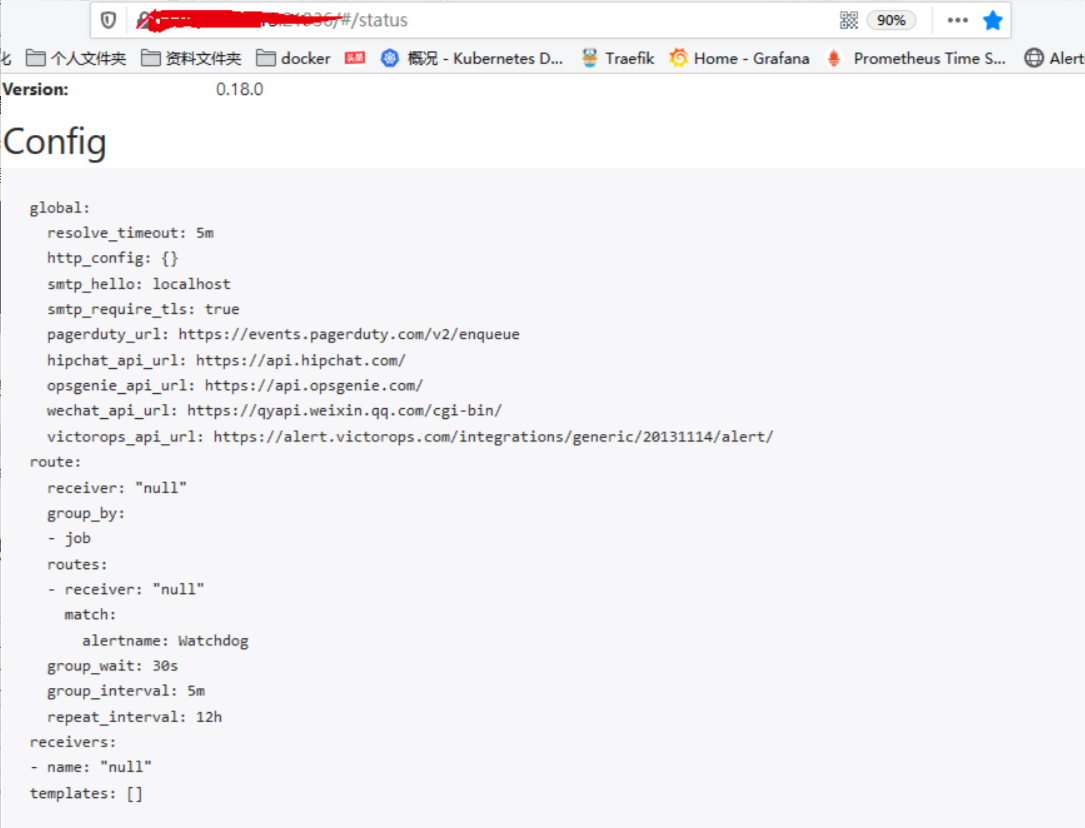 /#/status
90%
化 个人文件夹 资料文件夹 docker 头条 概况 - Kubernetes D... Traefik Home - Grafana Prometheus Time S... Alert
Version: 0.18.0
Config
global:
  resolve_timeout: 5m
  http_config: {}
  smtp_hello: localhost
  smtp_require_tls: true
  pagerduty_url: https://events.pagerduty.com/v2/enqueue
  hipchat_api_url: https://api.hipchat.com/
  opsgenie_api_url: https://api.opsgenie.com/
  wechat_api_url: https://qyapi.weixin.qq.com/cgi-bin/
  victorops_api_url: https://alert.victorops.com/integrations/generic/20131114/alert/
route:
  receiver: "null"
  group_by:
  - job
  routes:
  - receiver: "null"
    match:
      alertname: Watchdog
  group_wait: 30s
  group_interval: 5m
  repeat_interval: 12h
receivers:
- name: "null"
templates: []